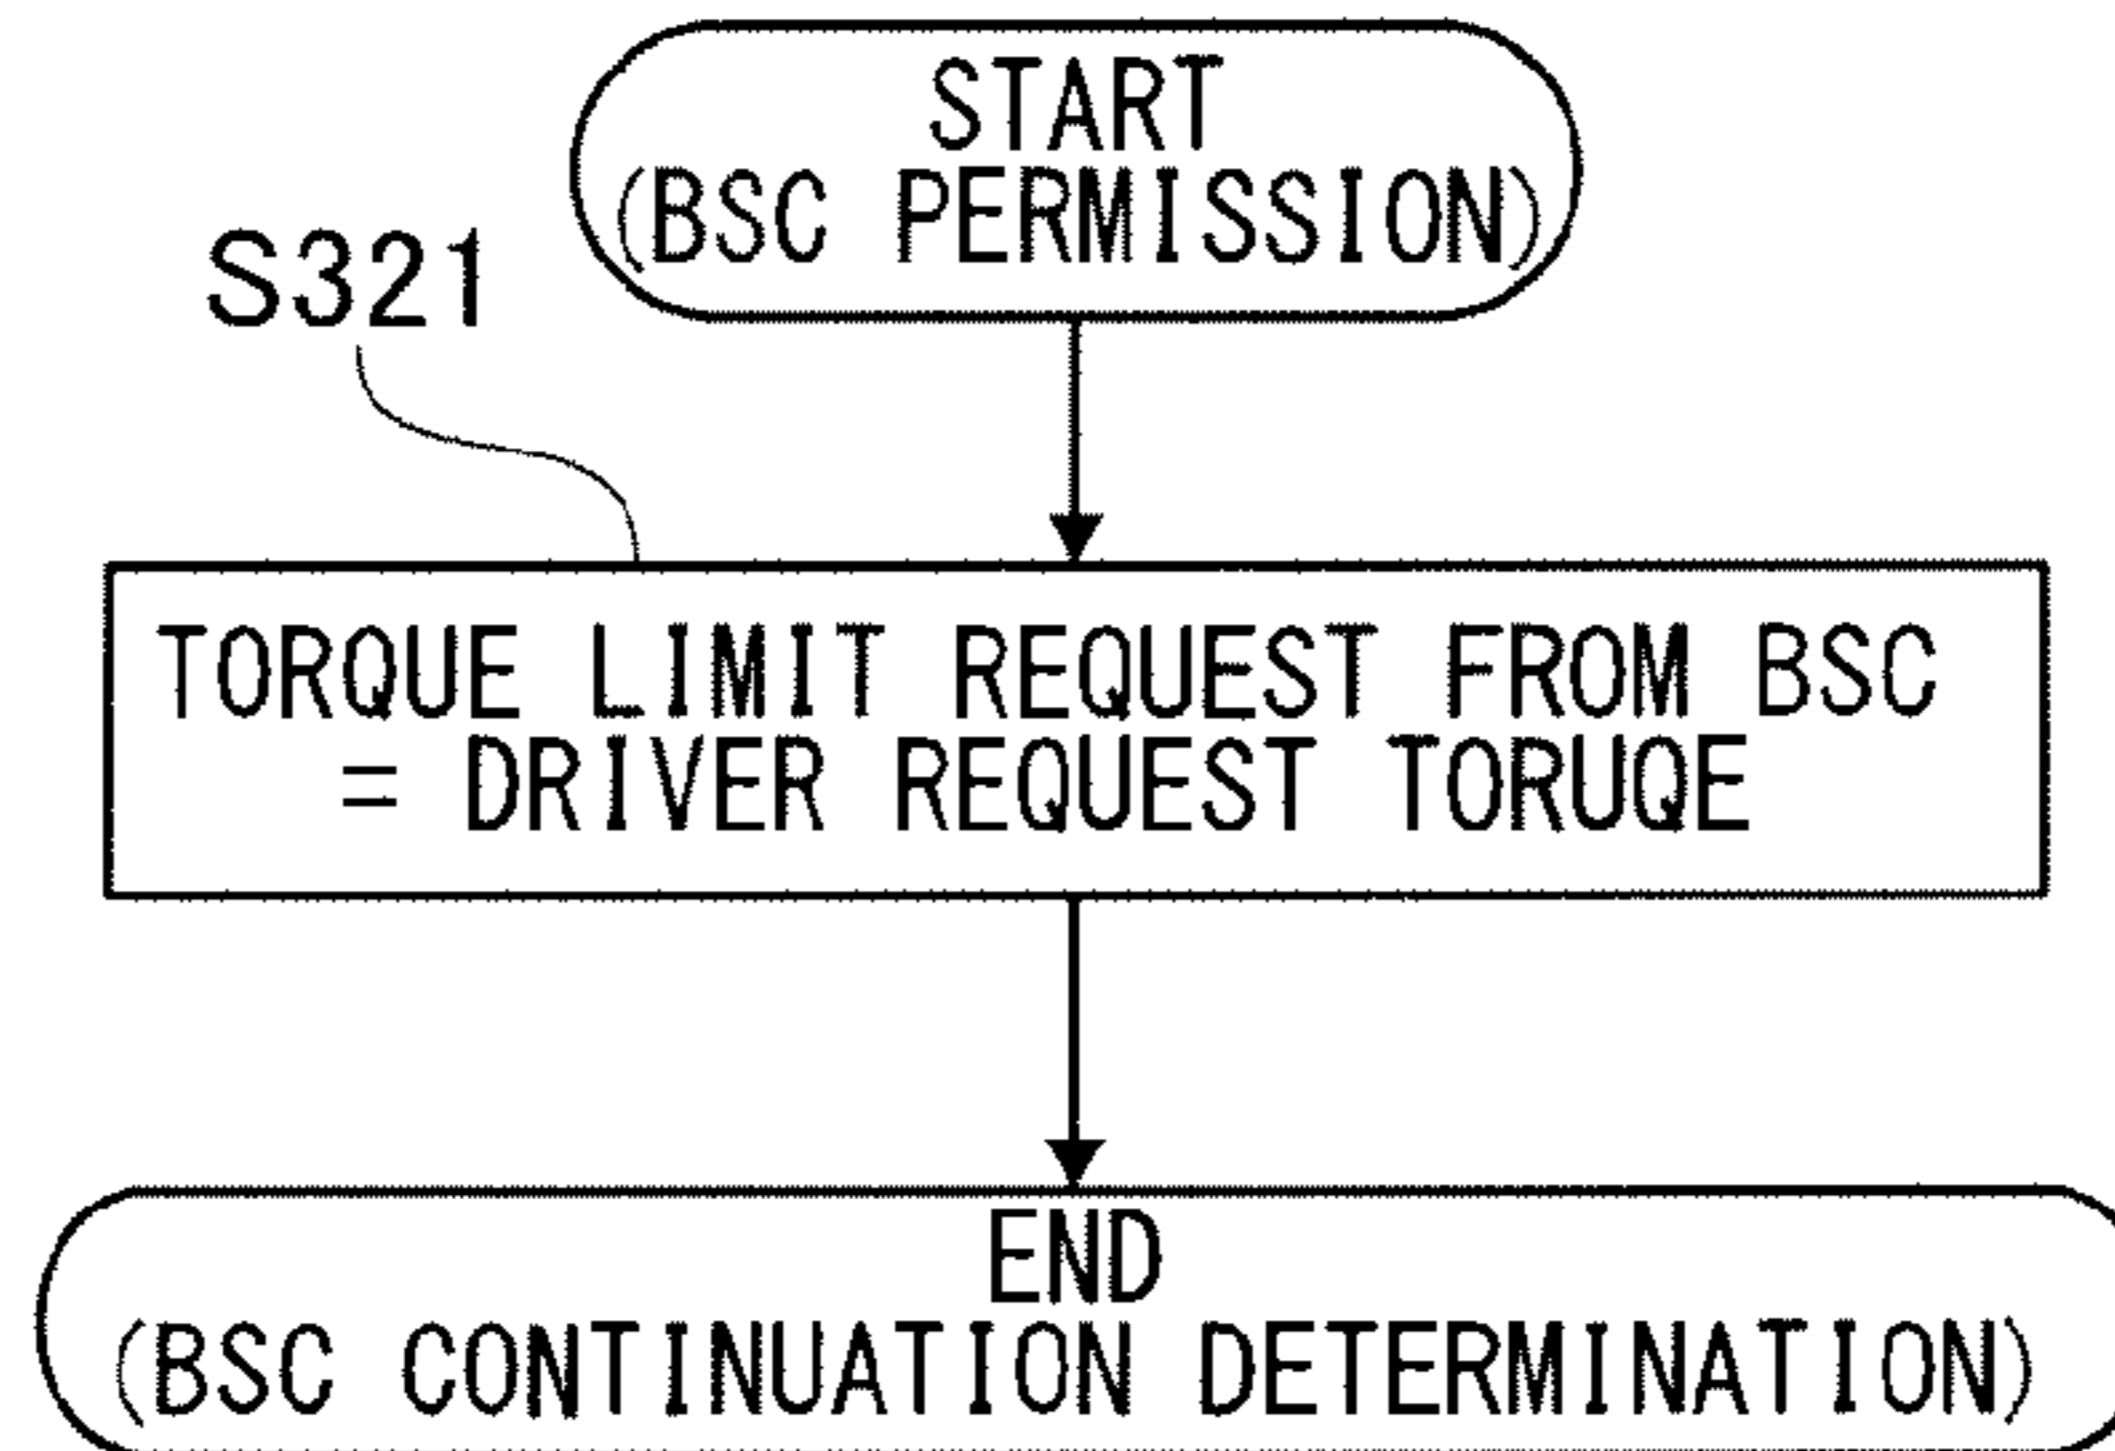 START
(BSC PERMISSION)
S321
TORQUE LIMIT REQUEST FROM BSC
= DRIVER REQUEST TORUQE
END
(BSC CONTINUATION DETERMINATION)